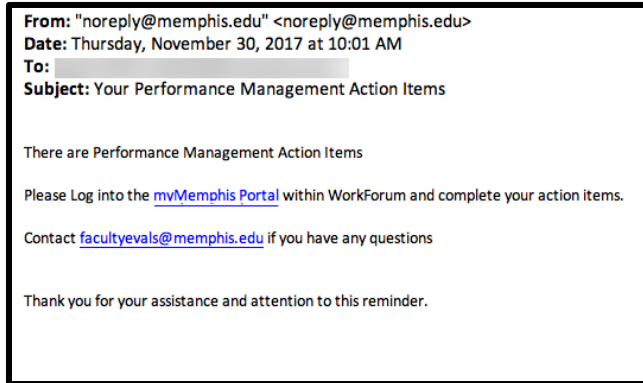 From: "noreply@memphis.edu" <noreply@memphis.edu>
Date: Thursday, November 30, 2017 at 10:01 AM
To:
Subject: Your Performance Management Action Items
There are Performance Management Action Items
Please Log into the myMemphis Portal within WorkForum and complete your action items.
Contact facultyevals@memphis.edu if you have any questions
Thank you for your assistance and attention to this reminder.